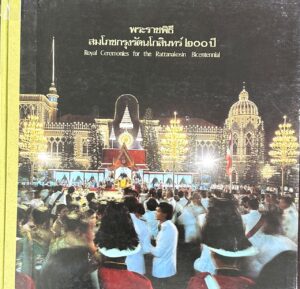 พระราชพิธี
สมโภชกรุงรัตนโกสินทร์ ๒๐๐ ปี
Royal Ceremonies for the Rattanakosin Bicentennial